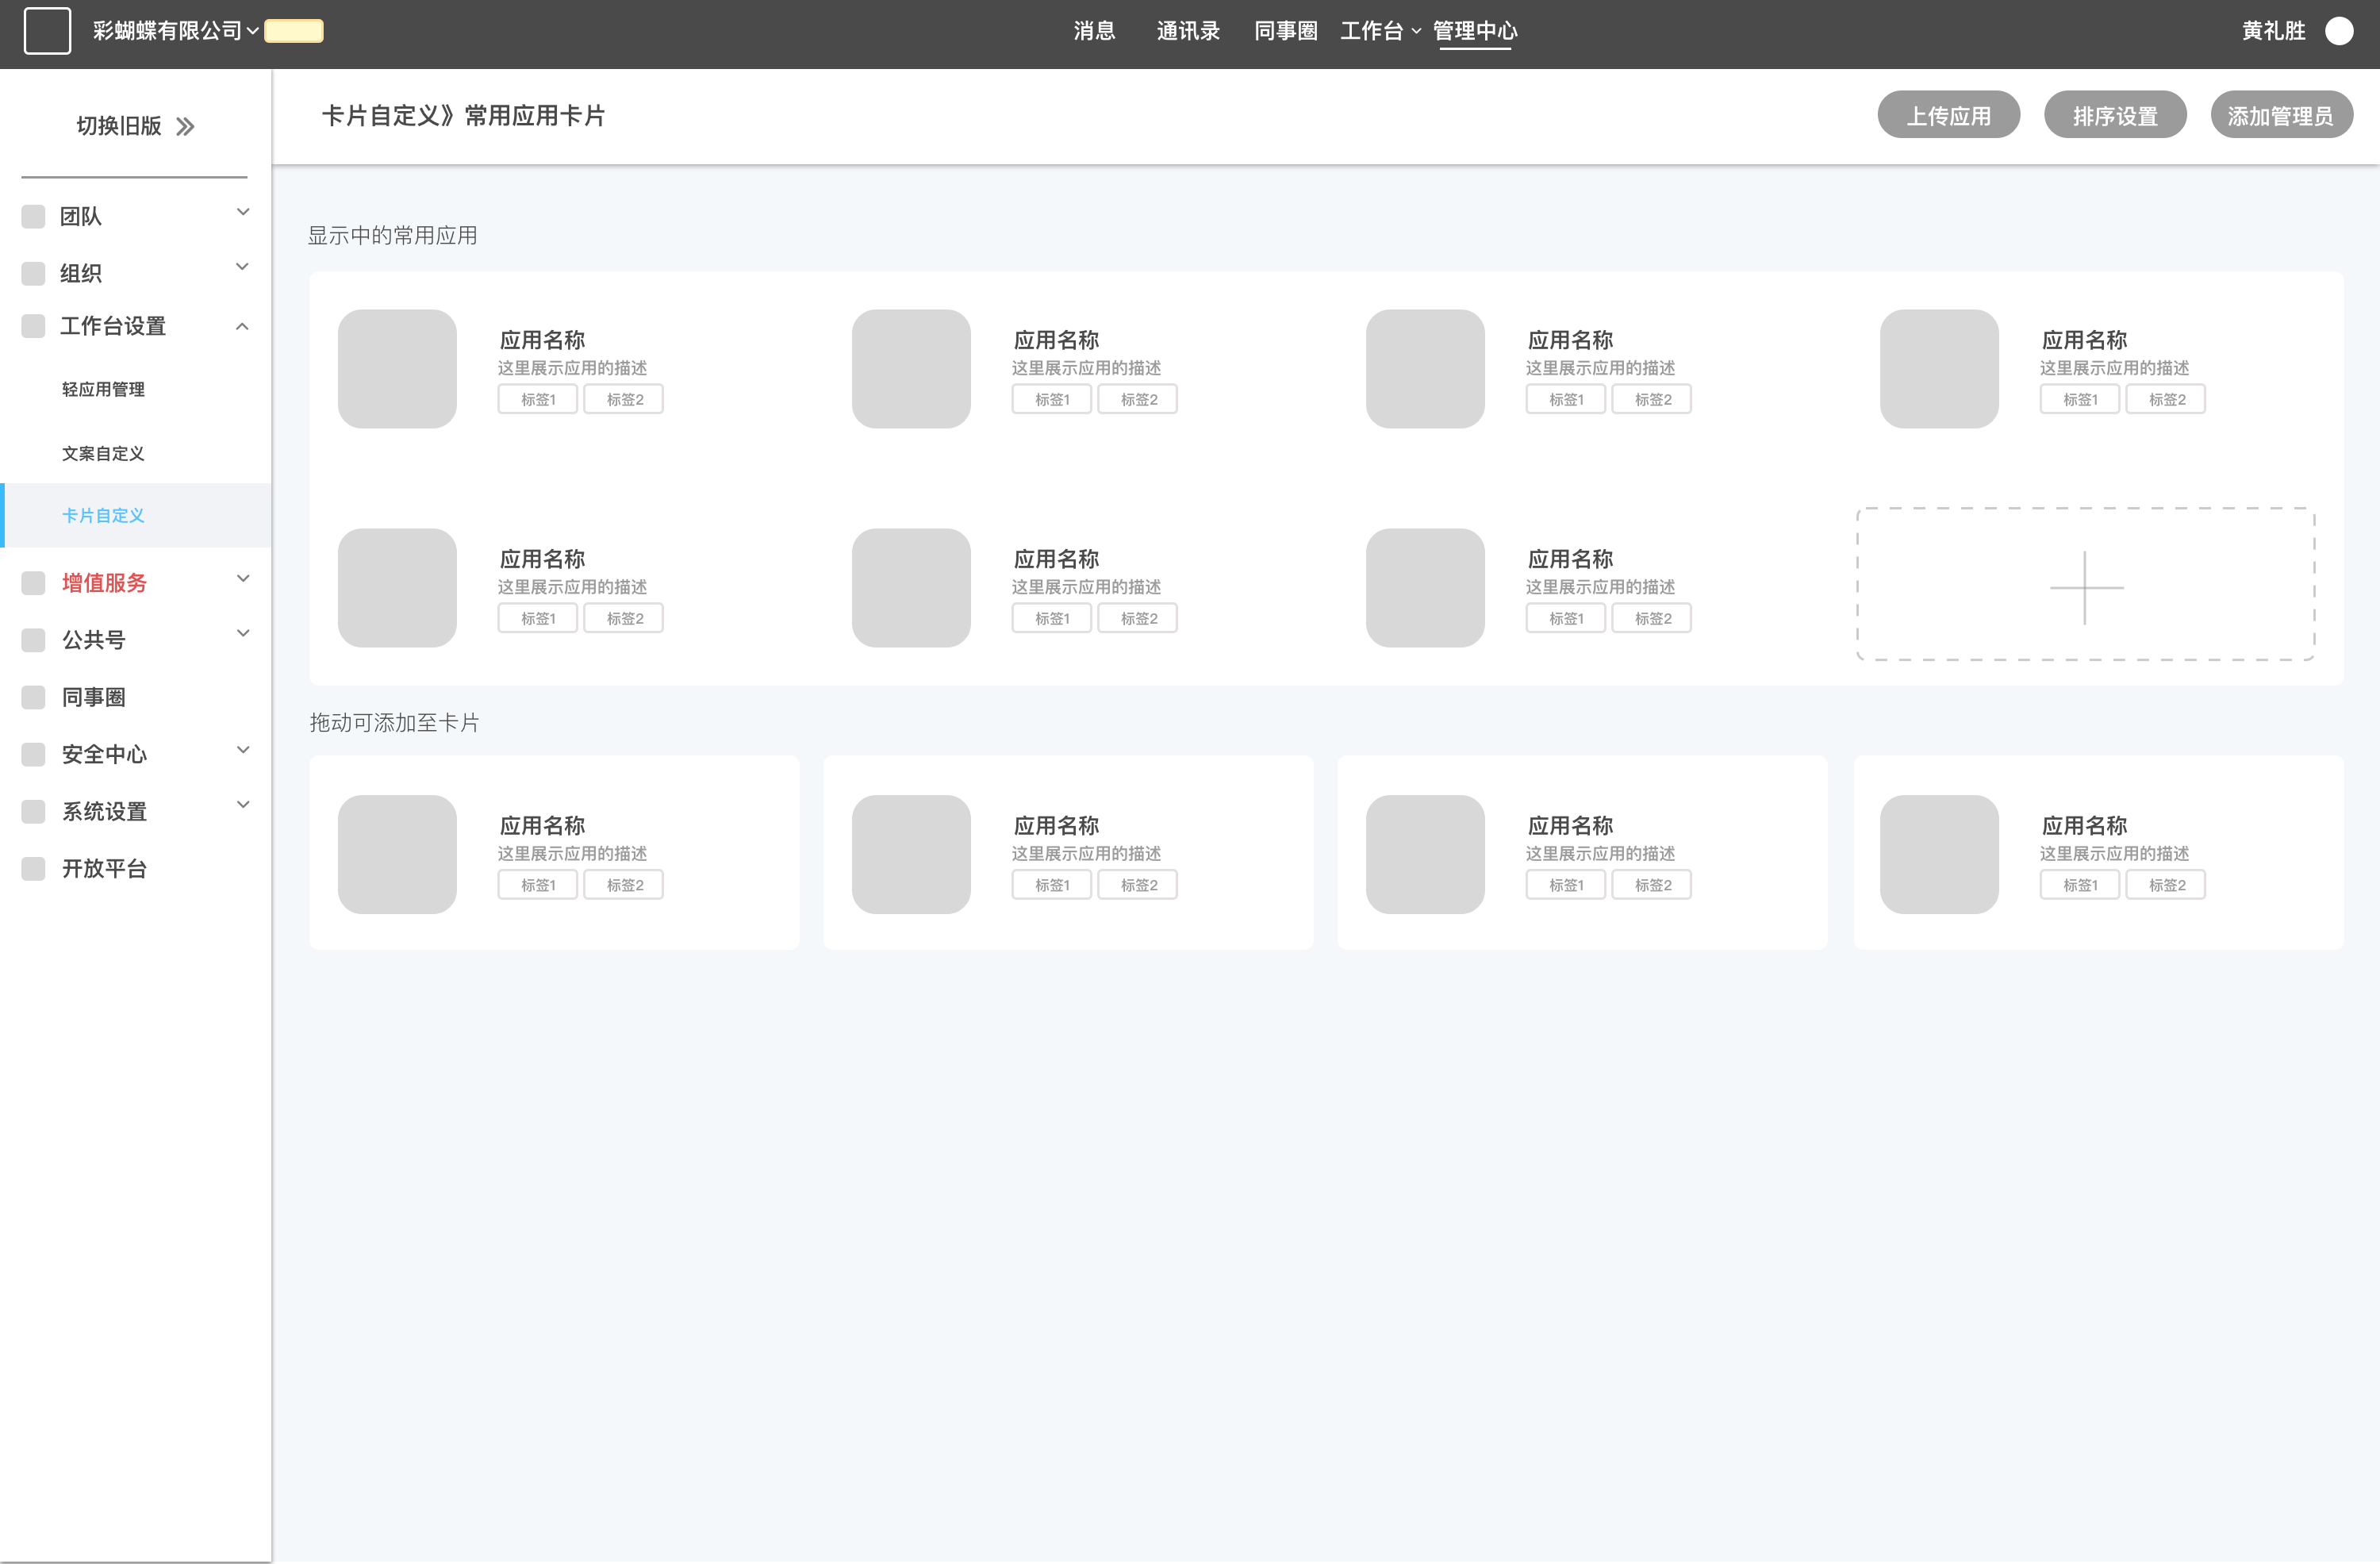 彩蝴蝶有限公司
消息 通讯录 同事圈 工作台 管理中心
黄礼胜
切换旧版
团队
组织
工作台设置
轻应用管理
文案自定义
卡片自定义
增值服务
公共号
同事圈
安全中心
系统设置
开放平台
卡片自定义》常用应用卡片
上传应用 排序设置 添加管理员
显示中的常用应用
应用名称 应用名称 应用名称 应用名称
这里展示应用的描述 这里展示应用的描述 这里展示应用的描述 这里展示应用的描述
标签1 标签2 标签1 标签2 标签1 标签2 标签1 标签2
应用名称 应用名称 应用名称
这里展示应用的描述 这里展示应用的描述 这里展示应用的描述
标签1 标签2 标签1 标签2 标签1 标签2
拖动可添加至卡片
应用名称 应用名称 应用名称 应用名称
这里展示应用的描述 这里展示应用的描述 这里展示应用的描述 这里展示应用的描述
标签1 标签2 标签1 标签2 标签1 标签2 标签1 标签2